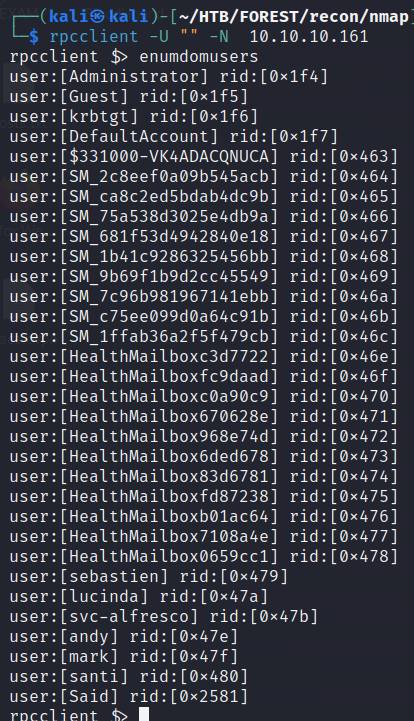 ┌──(kali㉿kali)-[~/HTB/FOREST/recon/nmap]
└─$ rpcclient -U "" -N  10.10.10.161
rpcclient $> enumdomusers
user:[Administrator] rid:[0×1f4]
user:[Guest] rid:[0×1f5]
user:[krbtgt] rid:[0×1f6]
user:[DefaultAccount] rid:[0×1f7]
user:[$331000-VK4ADACQNUCA] rid:[0×463]
user:[SM_2c8eef0a09b545acb] rid:[0×464]
user:[SM_ca8c2ed5bdab4dc9b] rid:[0×465]
user:[SM_75a538d3025e4db9a] rid:[0×466]
user:[SM_681f53d4942840e18] rid:[0×467]
user:[SM_1b41c9286325456bb] rid:[0×468]
user:[SM_9b69f1b9d2cc45549] rid:[0×469]
user:[SM_7c96b981967141ebb] rid:[0×46a]
user:[SM_c75ee099d0a64c91b] rid:[0×46b]
user:[SM_1ffab36a2f5f479cb] rid:[0×46c]
user:[HealthMailboxc3d7722] rid:[0×46e]
user:[HealthMailboxfc9daad] rid:[0×46f]
user:[HealthMailboxc0a90c9] rid:[0×470]
user:[HealthMailbox670628e] rid:[0×471]
user:[HealthMailbox968e74d] rid:[0×472]
user:[HealthMailbox6ded678] rid:[0×473]
user:[HealthMailbox83d6781] rid:[0×474]
user:[HealthMailboxfd87238] rid:[0×475]
user:[HealthMailboxb01ac64] rid:[0×476]
user:[HealthMailbox7108a4e] rid:[0×477]
user:[HealthMailbox0659cc1] rid:[0×478]
user:[sebastien] rid:[0×479]
user:[lucinda] rid:[0×47a]
user:[svc-alfresco] rid:[0×47b]
user:[andy] rid:[0×47e]
user:[mark] rid:[0×47f]
user:[santi] rid:[0×480]
user:[Said] rid:[0×2581]
rpcclient $>